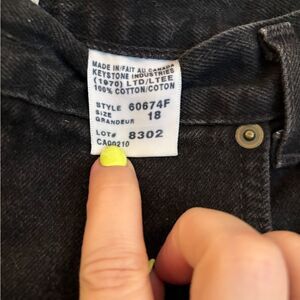 MADE IN/FAIT AU CANADA
KEYSTONE INDUSTRIES
(1970) LTD/LTEE
100% COTTON/COTON
STYLE 60674F
SIZE 18
GRANDEUR
LOT# 8302
CA00210